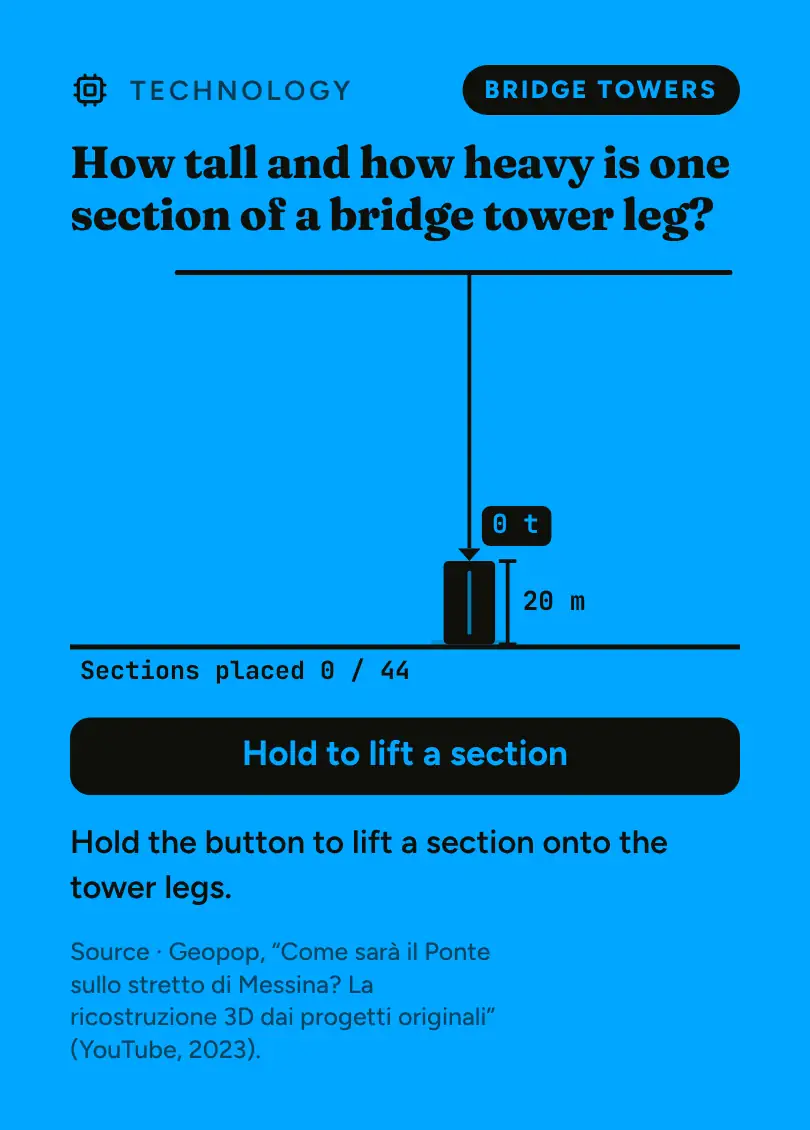 TECHNOLOGY
BRIDGE TOWERS
How tall and how heavy is one
section of a bridge tower leg?
0 t
20 m
Sections placed 0 / 44
Hold to lift a section
Hold the button to lift a section onto the
tower legs.
Source · Geopop, “Come sarà il Ponte
sullo stretto di Messina? La
ricostruzione 3D dai progetti originali”
(YouTube, 2023).